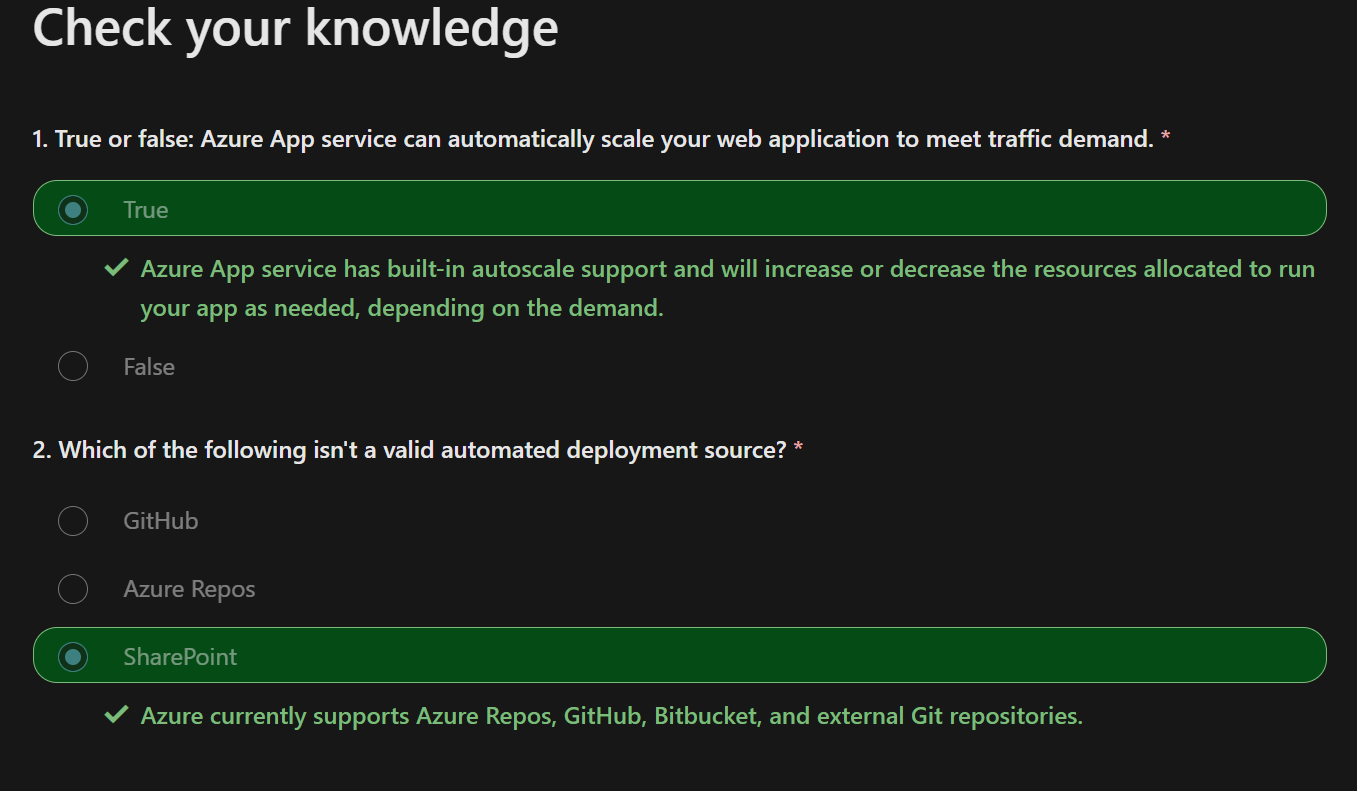 Check your knowledge
1. True or false: Azure App service can automatically scale your web application to meet traffic demand. *
True
Azure App service has built-in autoscale support and will increase or decrease the resources allocated to run
your app as needed, depending on the demand.
False
2. Which of the following isn't a valid automated deployment source? *
GitHub
Azure Repos
SharePoint
Azure currently supports Azure Repos, GitHub, Bitbucket, and external Git repositories.